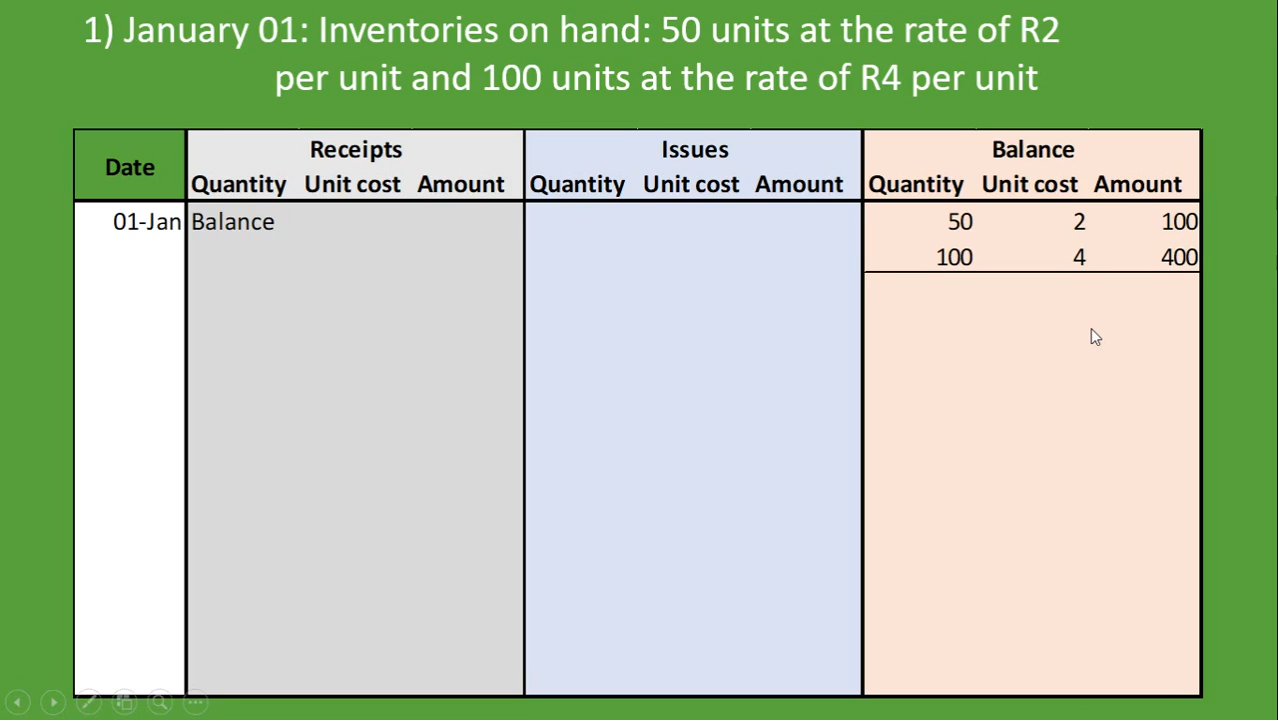 1) January 01: Inventories on hand: 50 units at the rate of R2
per unit and 100 units at the rate of R4 per unit
Date Receipts Issues Balance
Quantity Unit cost Amount Quantity Unit cost Amount Quantity Unit cost Amount
01-Jan Balance 50 2 100
100 4 400